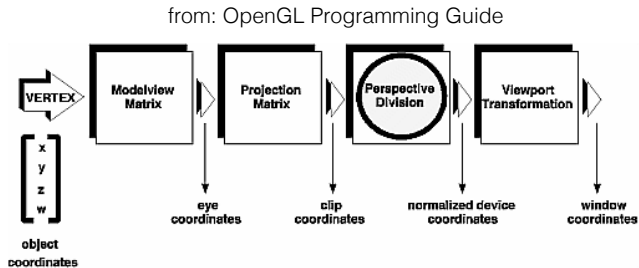 from: OpenGL Programming Guide
VERTEX
Modelview
Matrix
Projection
Matrix
Perspective
Division
Viewport
Transformation
x
y
z
w
object
coordinates
eye
coordinates
clip
coordinates
normalized device
coordinates
window
coordinates